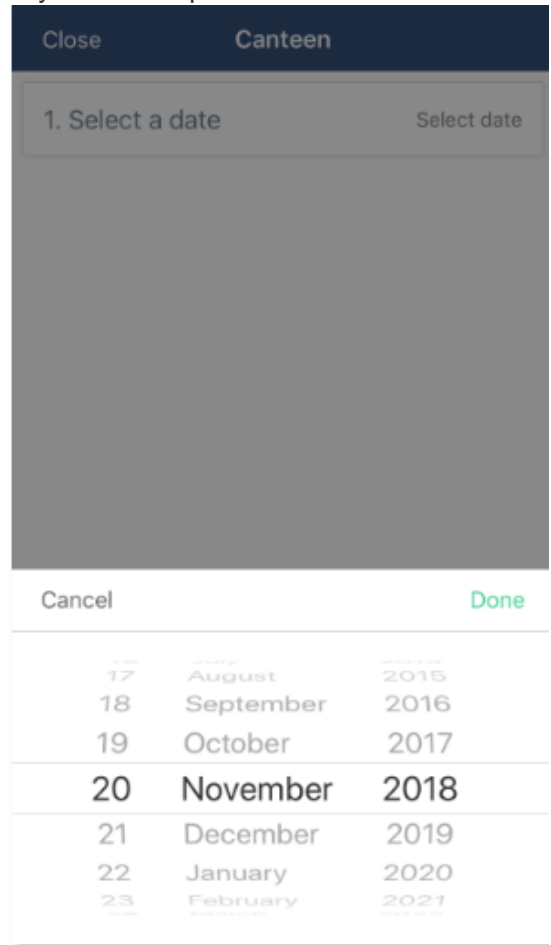 Close Canteen
1. Select a date Select date
Cancel Done
17 August 2015
18 September 2016
19 October 2017
20 November 2018
21 December 2019
22 January 2020
23 February 2021